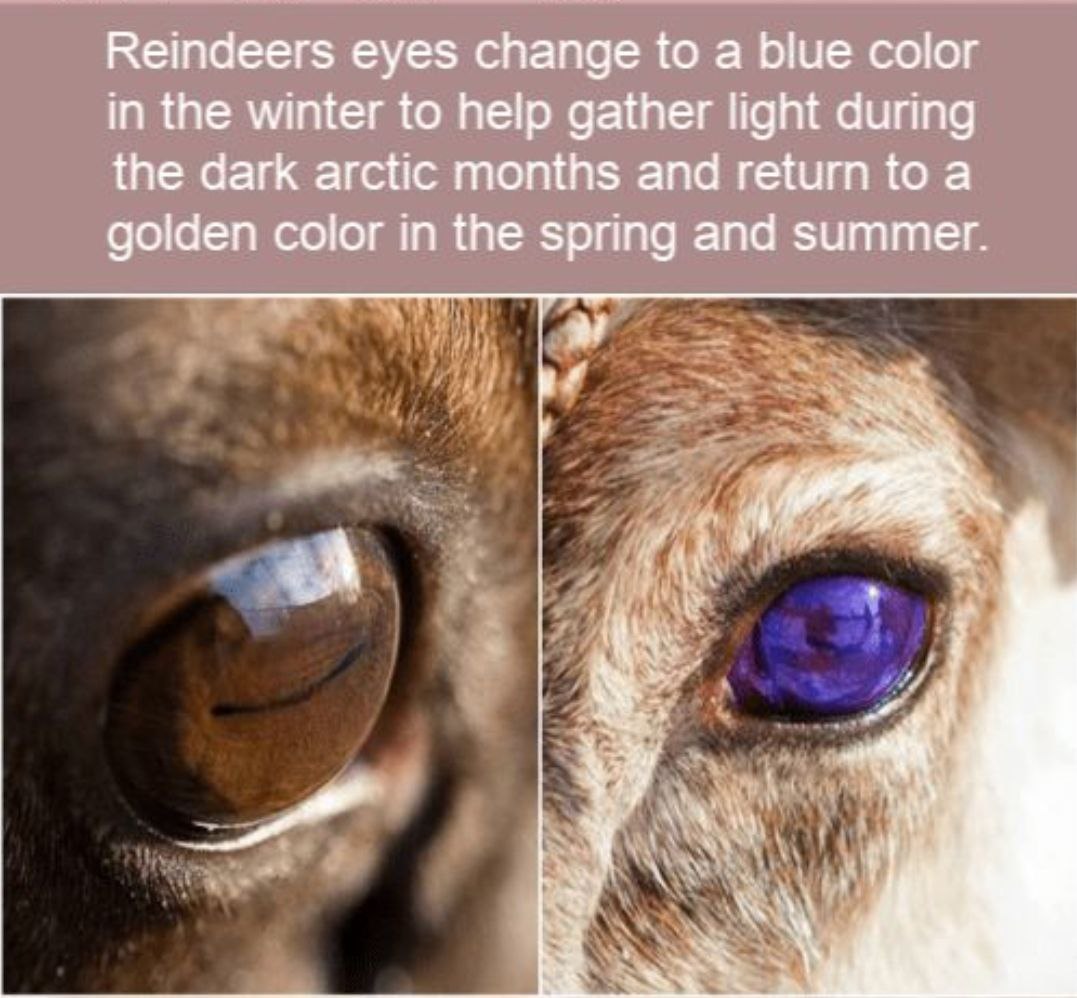 Reindeers eyes change to a blue color
in the winter to help gather light during
the dark arctic months and return to a
golden color in the spring and summer.